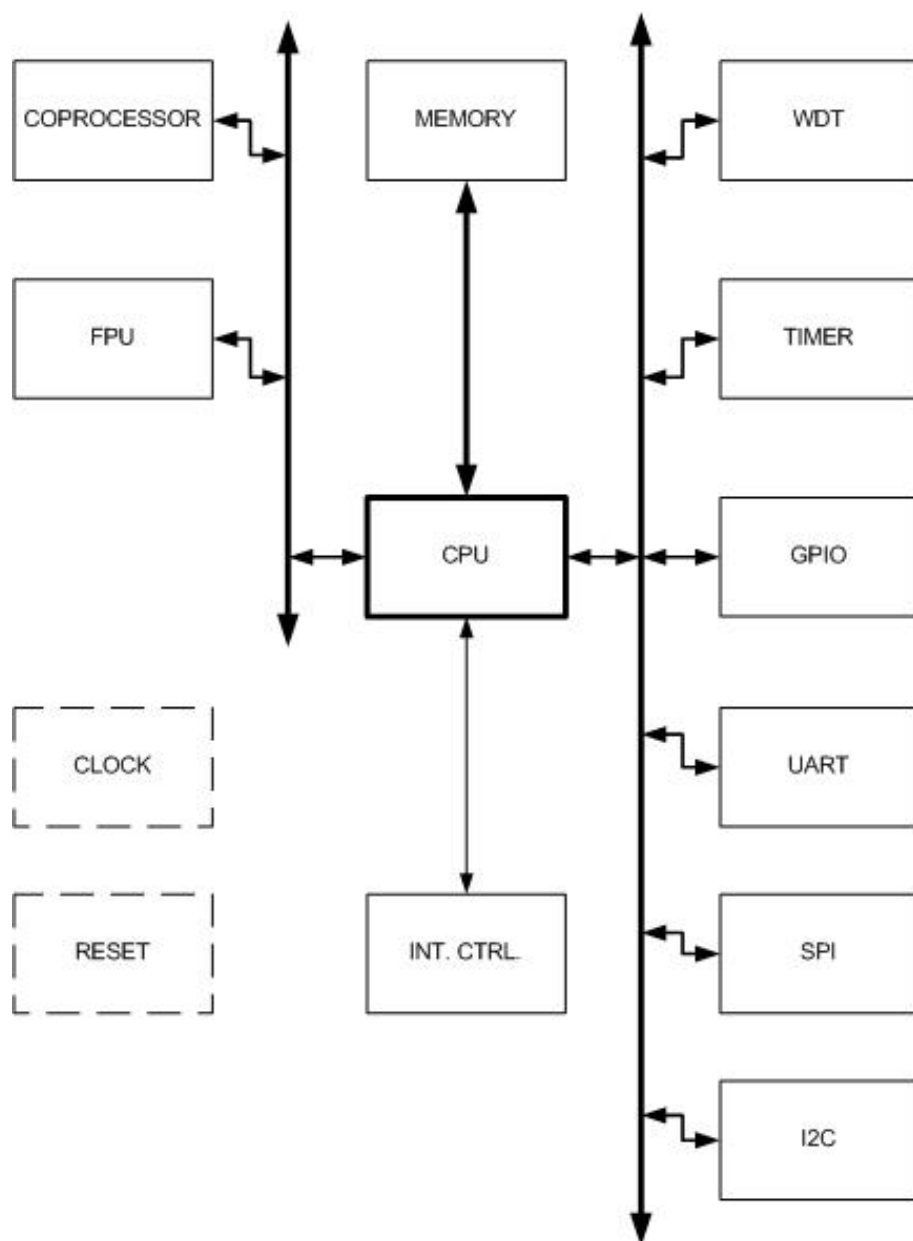 COPROCESSOR
MEMORY
WDT
FPU
TIMER
CPU
GPIO
CLOCK
UART
RESET
INT. CTRL.
SPI
I2C